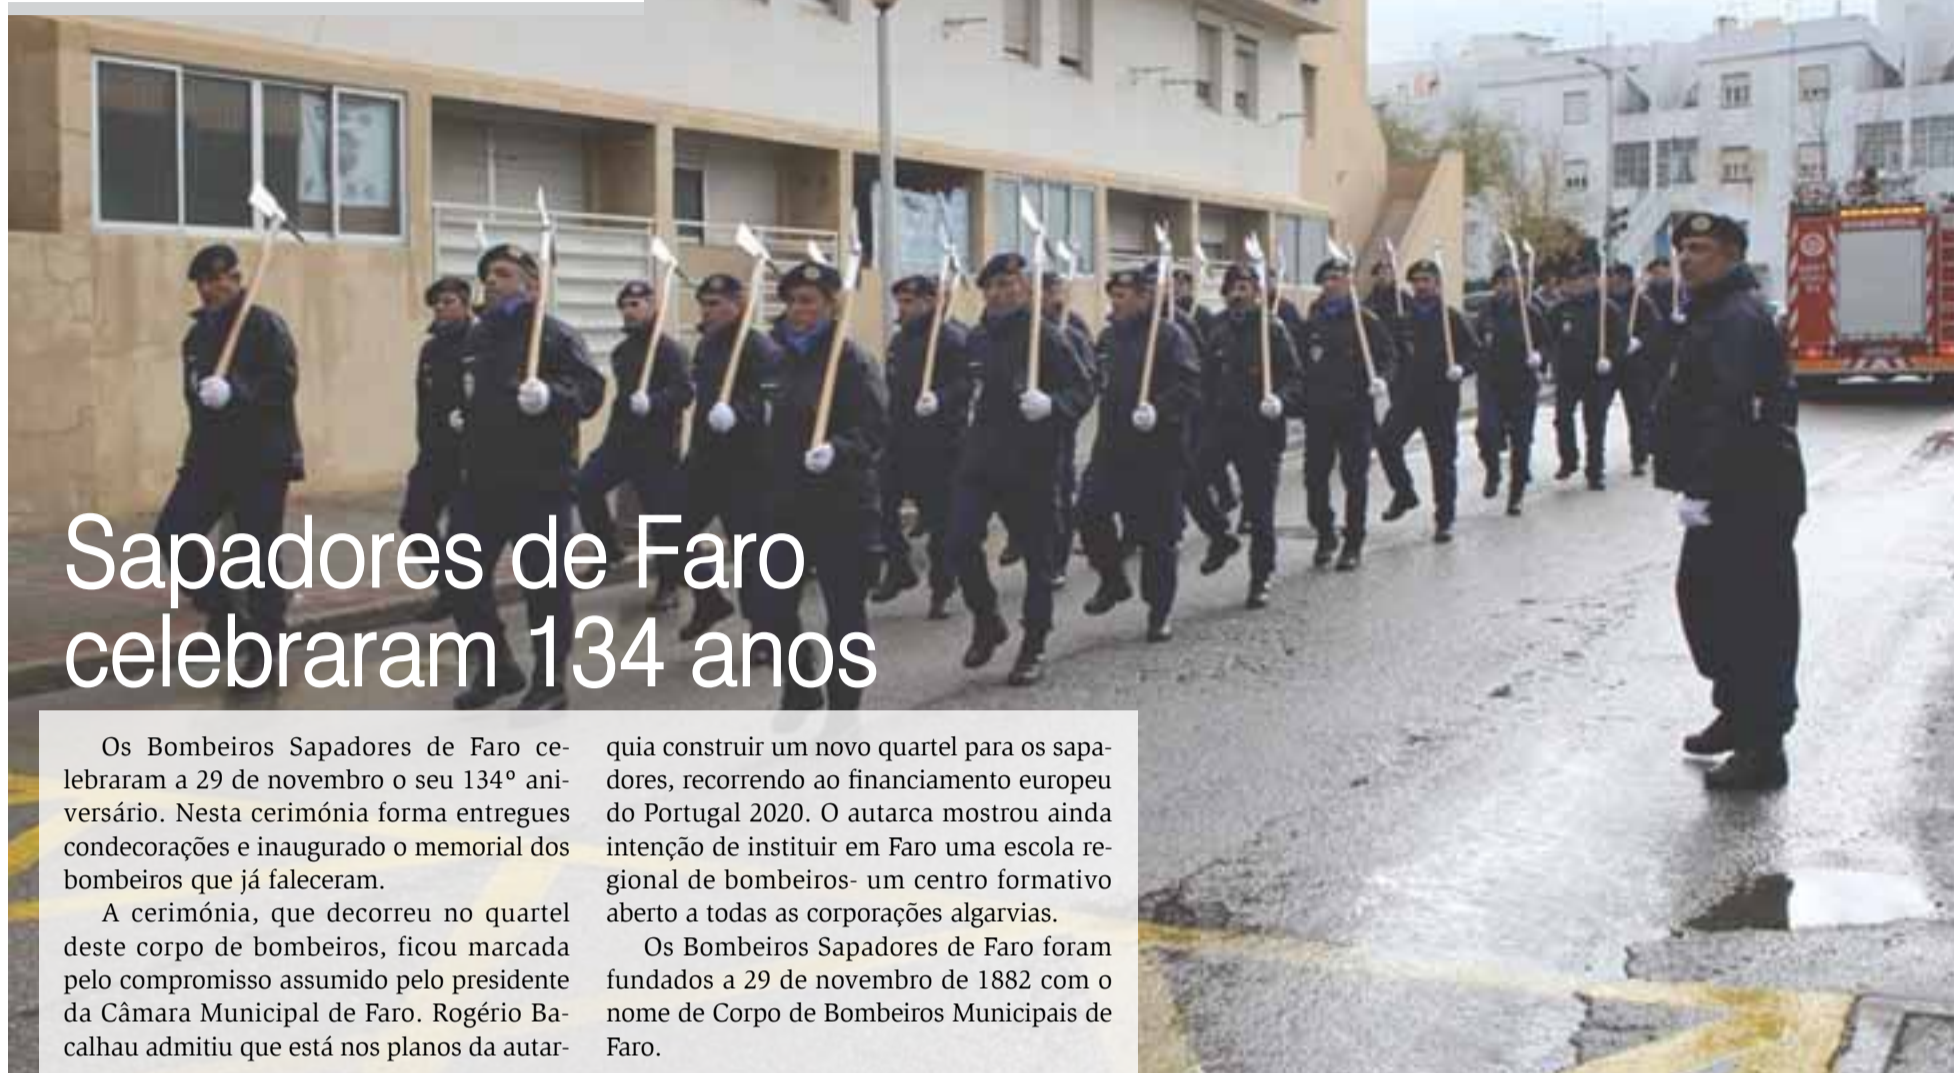 Sapadores de Faro
celebraram 134 anos
Os Bombeiros Sapadores de Faro ce-
lebraram a 29 de novembro o seu 134º ani-
versário. Nesta cerimónia forma entregues
condecorações e inaugurado o memorial dos
bombeiros que já faleceram.
A cerimónia, que decorreu no quartel
deste corpo de bombeiros, ficou marcada
pelo compromisso assumido pelo presidente
da Câmara Municipal de Faro. Rogério Ba-
calhau admitiu que está nos planos da autar-
quia construir um novo quartel para os sapa-
dores, recorrendo ao financiamento europeu
do Portugal 2020. O autarca mostrou ainda
intenção de instituir em Faro uma escola re-
gional de bombeiros- um centro formativo
aberto a todas as corporações algarvias.
Os Bombeiros Sapadores de Faro foram
fundados a 29 de novembro de 1882 com o
nome de Corpo de Bombeiros Municipais de
Faro.